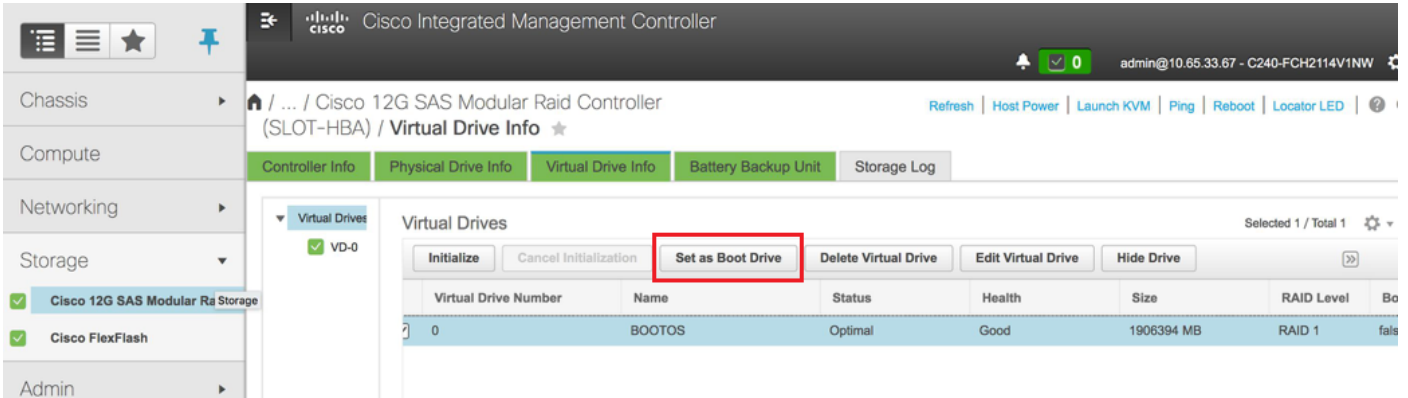 cisco
Cisco Integrated Management Controller
0
admin@10.65.33.67 - C240-FCH2114V1NW
Chassis
Compute
Networking
Storage
Cisco 12G SAS Modular Ra
Storage
Cisco FlexFlash
Admin
/ ... / Cisco 12G SAS Modular Raid Controller
(SLOT-HBA) / Virtual Drive Info
Refresh | Host Power | Launch KVM | Ping | Reboot | Locator LED |
Controller Info Physical Drive Info Virtual Drive Info Battery Backup Unit Storage Log
Virtual Drives
VD-0
Virtual Drives
Selected 1 / Total 1
Initialize Cancel Initialization Set as Boot Drive Delete Virtual Drive Edit Virtual Drive Hide Drive
Virtual Drive Number Name Status Health Size RAID Level Bo
0 BOOTOS Optimal Good 1906394 MB RAID 1 fals